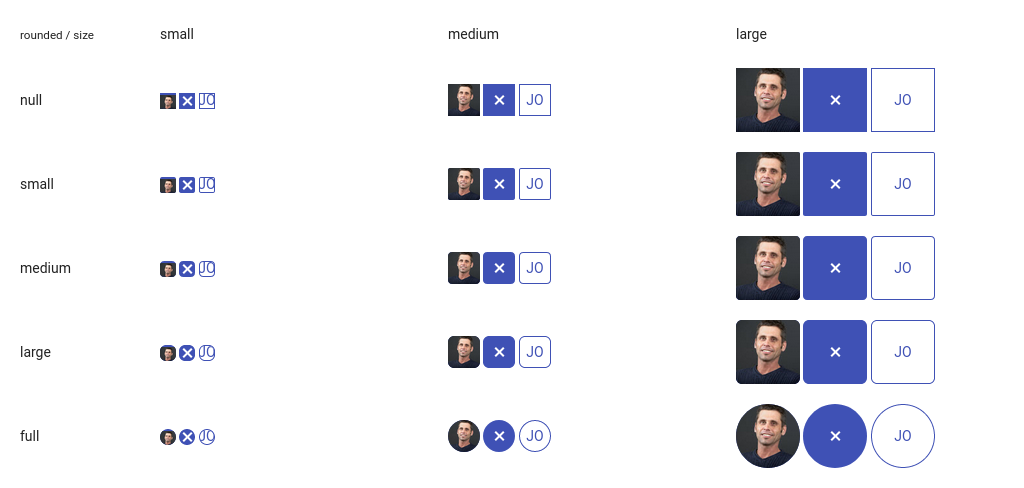 rounded / size small medium large
null JO JO JO
small JO JO JO
medium JO JO JO
large JO JO JO
full JO JO JO